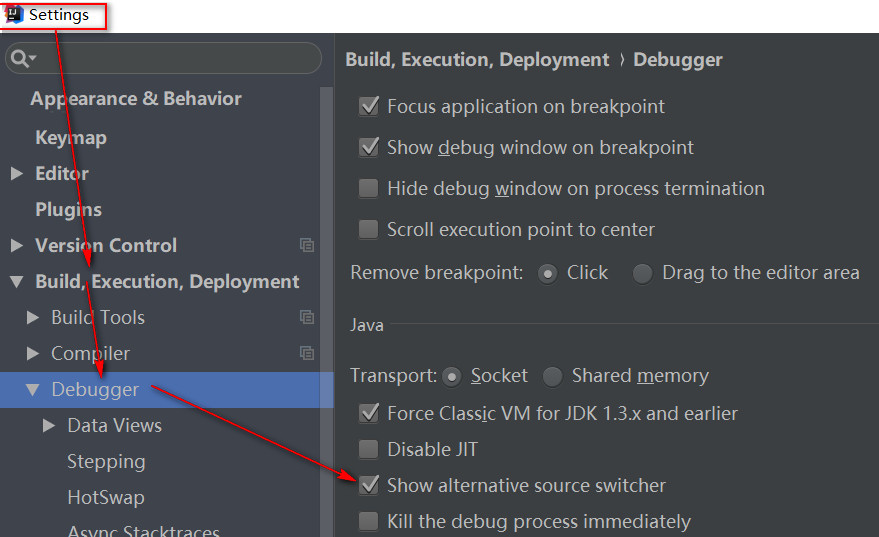 Settings
Appearance & Behavior
Keymap
Editor
Plugins
Version Control
Build, Execution, Deployment
Build Tools
Compiler
Debugger
Data Views
Stepping
HotSwap
Async Stacktraces
Build, Execution, Deployment › Debugger
Focus application on breakpoint
Show debug window on breakpoint
Hide debug window on process termination
Scroll execution point to center
Remove breakpoint: Click Drag to the editor area
Java
Transport: Socket Shared memory
Force Classic VM for JDK 1.3.x and earlier
Disable JIT
Show alternative source switcher
Kill the debug process immediately